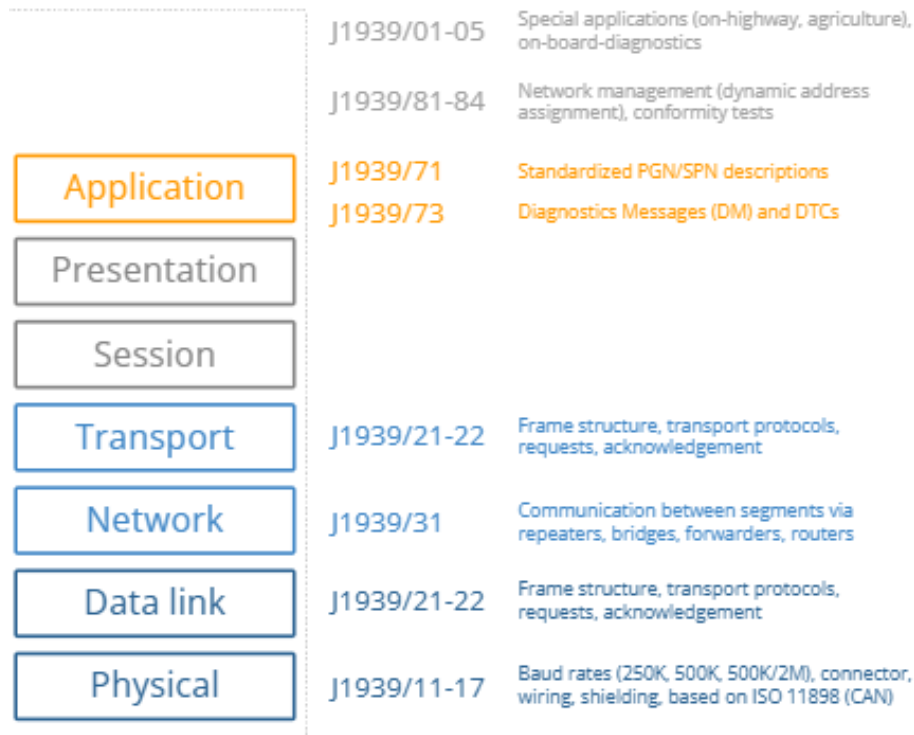 J1939/01-05
Special applications (on-highway, agriculture),
on-board-diagnostics
J1939/81-84
Network management (dynamic address
assignment), conformity tests
Application
J1939/71
Standardized PGN/SPN descriptions
J1939/73
Diagnostics Messages (DM) and DTCs
Presentation
Session
Transport
J1939/21-22
Frame structure, transport protocols,
requests, acknowledgement
Network
J1939/31
Communication between segments via
repeaters, bridges, forwarders, routers
Data link
J1939/21-22
Frame structure, transport protocols,
requests, acknowledgement
Physical
J1939/11-17
Baud rates (250K, 500K, 500K/2M), connector,
wiring, shielding, based on ISO 11898 (CAN)